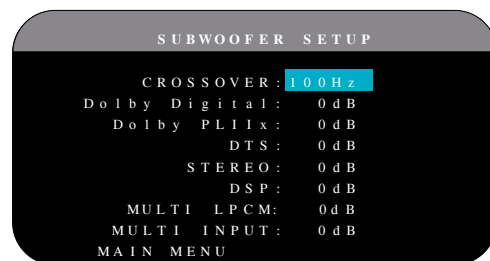 SUBWOOFER SETUP
CROSSOVER: 100Hz
Dolby Digital: 0dB
Dolby PLIIx: 0dB
DTS: 0dB
STEREO: 0dB
DSP: 0dB
MULTI LPCM: 0dB
MULTI INPUT: 0dB
MAIN MENU